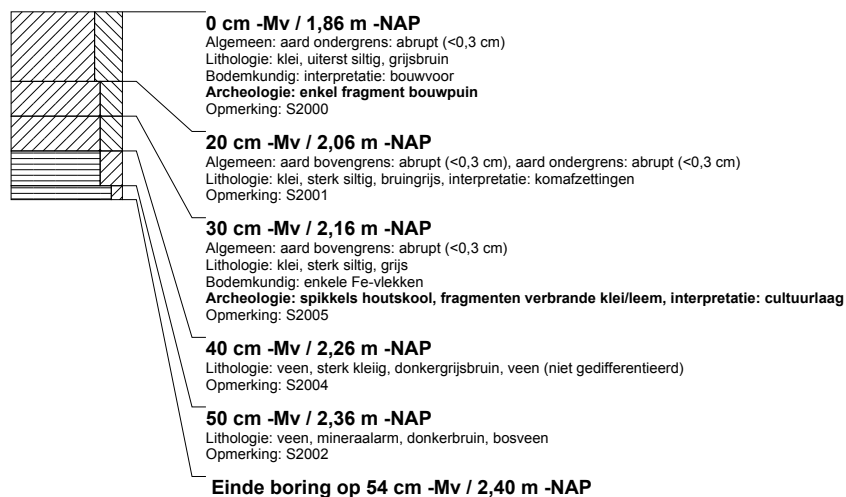 0 cm -Mv / 1,86 m -NAP
Algemeen: aard ondergrens: abrupt (<0,3 cm)
Lithologie: klei, uiterst siltig, grijsbruin
Bodemkundig: interpretatie: bouwvoor
Archeologie: enkel fragment bouwpuin
Opmerking: S2000
20 cm -Mv / 2,06 m -NAP
Algemeen: aard bovengrens: abrupt (<0,3 cm), aard ondergrens: abrupt (<0,3 cm)
Lithologie: klei, sterk siltig, bruingrijs, interpretatie: komafzettingen
Opmerking: S2001
30 cm -Mv / 2,16 m -NAP
Algemeen: aard bovengrens: abrupt (<0,3 cm)
Lithologie: klei, sterk siltig, grijs
Bodemkundig: enkele Fe-vlekken
Archeologie: spikkels houtskool, fragmenten verbrande klei/leem, interpretatie: cultuurlaag
Opmerking: S2005
40 cm -Mv / 2,26 m -NAP
Lithologie: veen, sterk kleiig, donkergrijsbruin, veen (niet gedifferentieerd)
Opmerking: S2004
50 cm -Mv / 2,36 m -NAP
Lithologie: veen, mineraalarm, donkerbruin, bosveen
Opmerking: S2002
Einde boring op 54 cm -Mv / 2,40 m -NAP